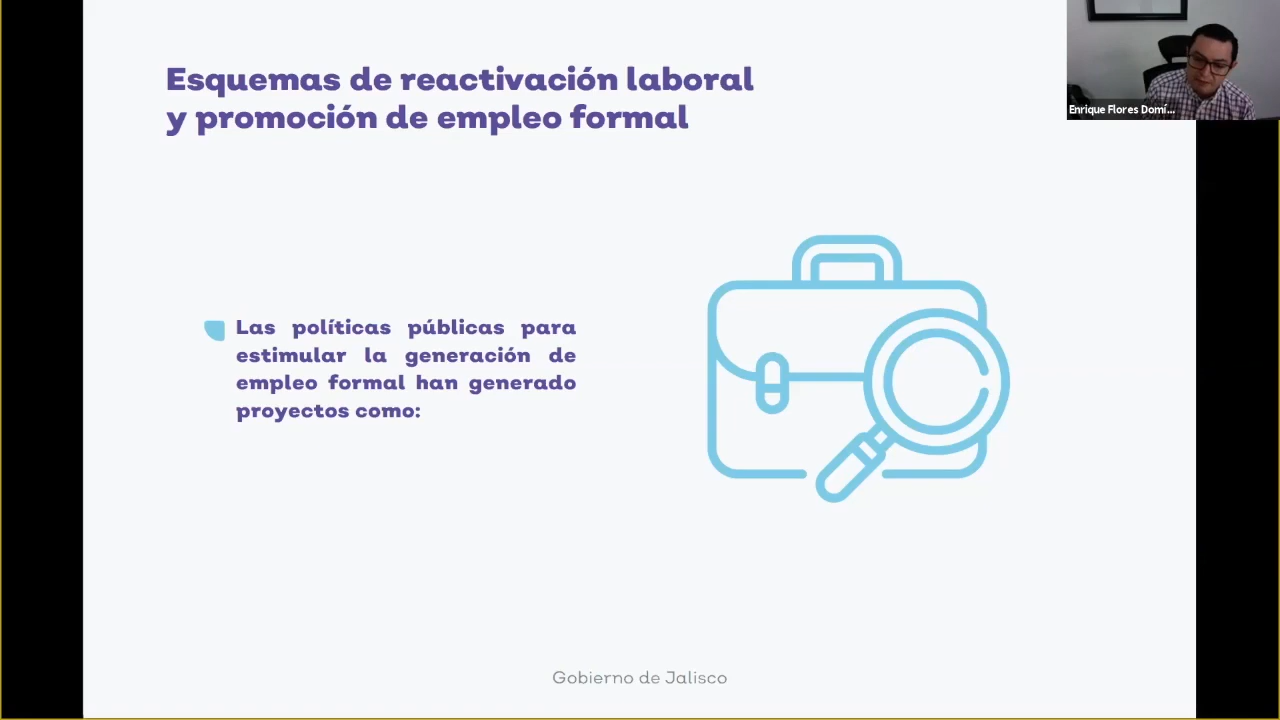 Esquemas de reactivación laboral
y promoción de empleo formal
Enrique Flores Domí...
Las políticas públicas para
estimular la generación de
empleo formal han generado
proyectos como:
Gobierno de Jalisco